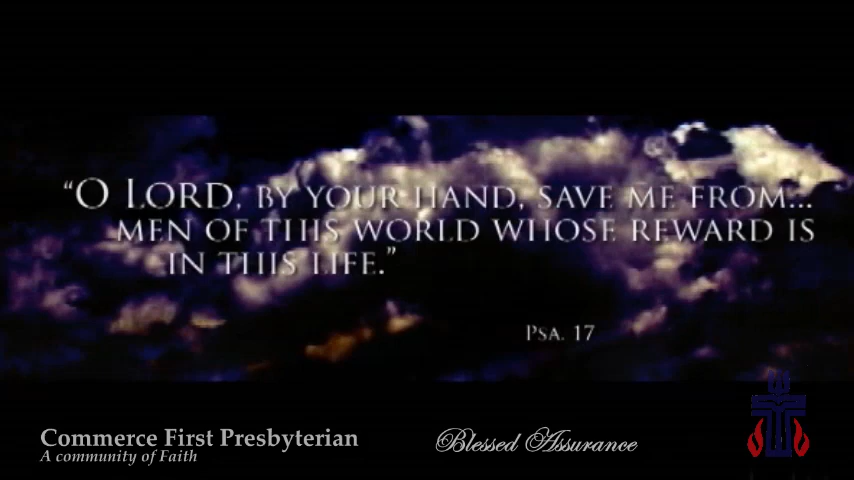 “O LORD, BY YOUR HAND, SAVE ME FROM...
MEN OF THIS WORLD WHOSE REWARD IS
IN THIS LIFE.”
PSA. 17
Commerce First Presbyterian
A community of Faith
Blessed Assurance